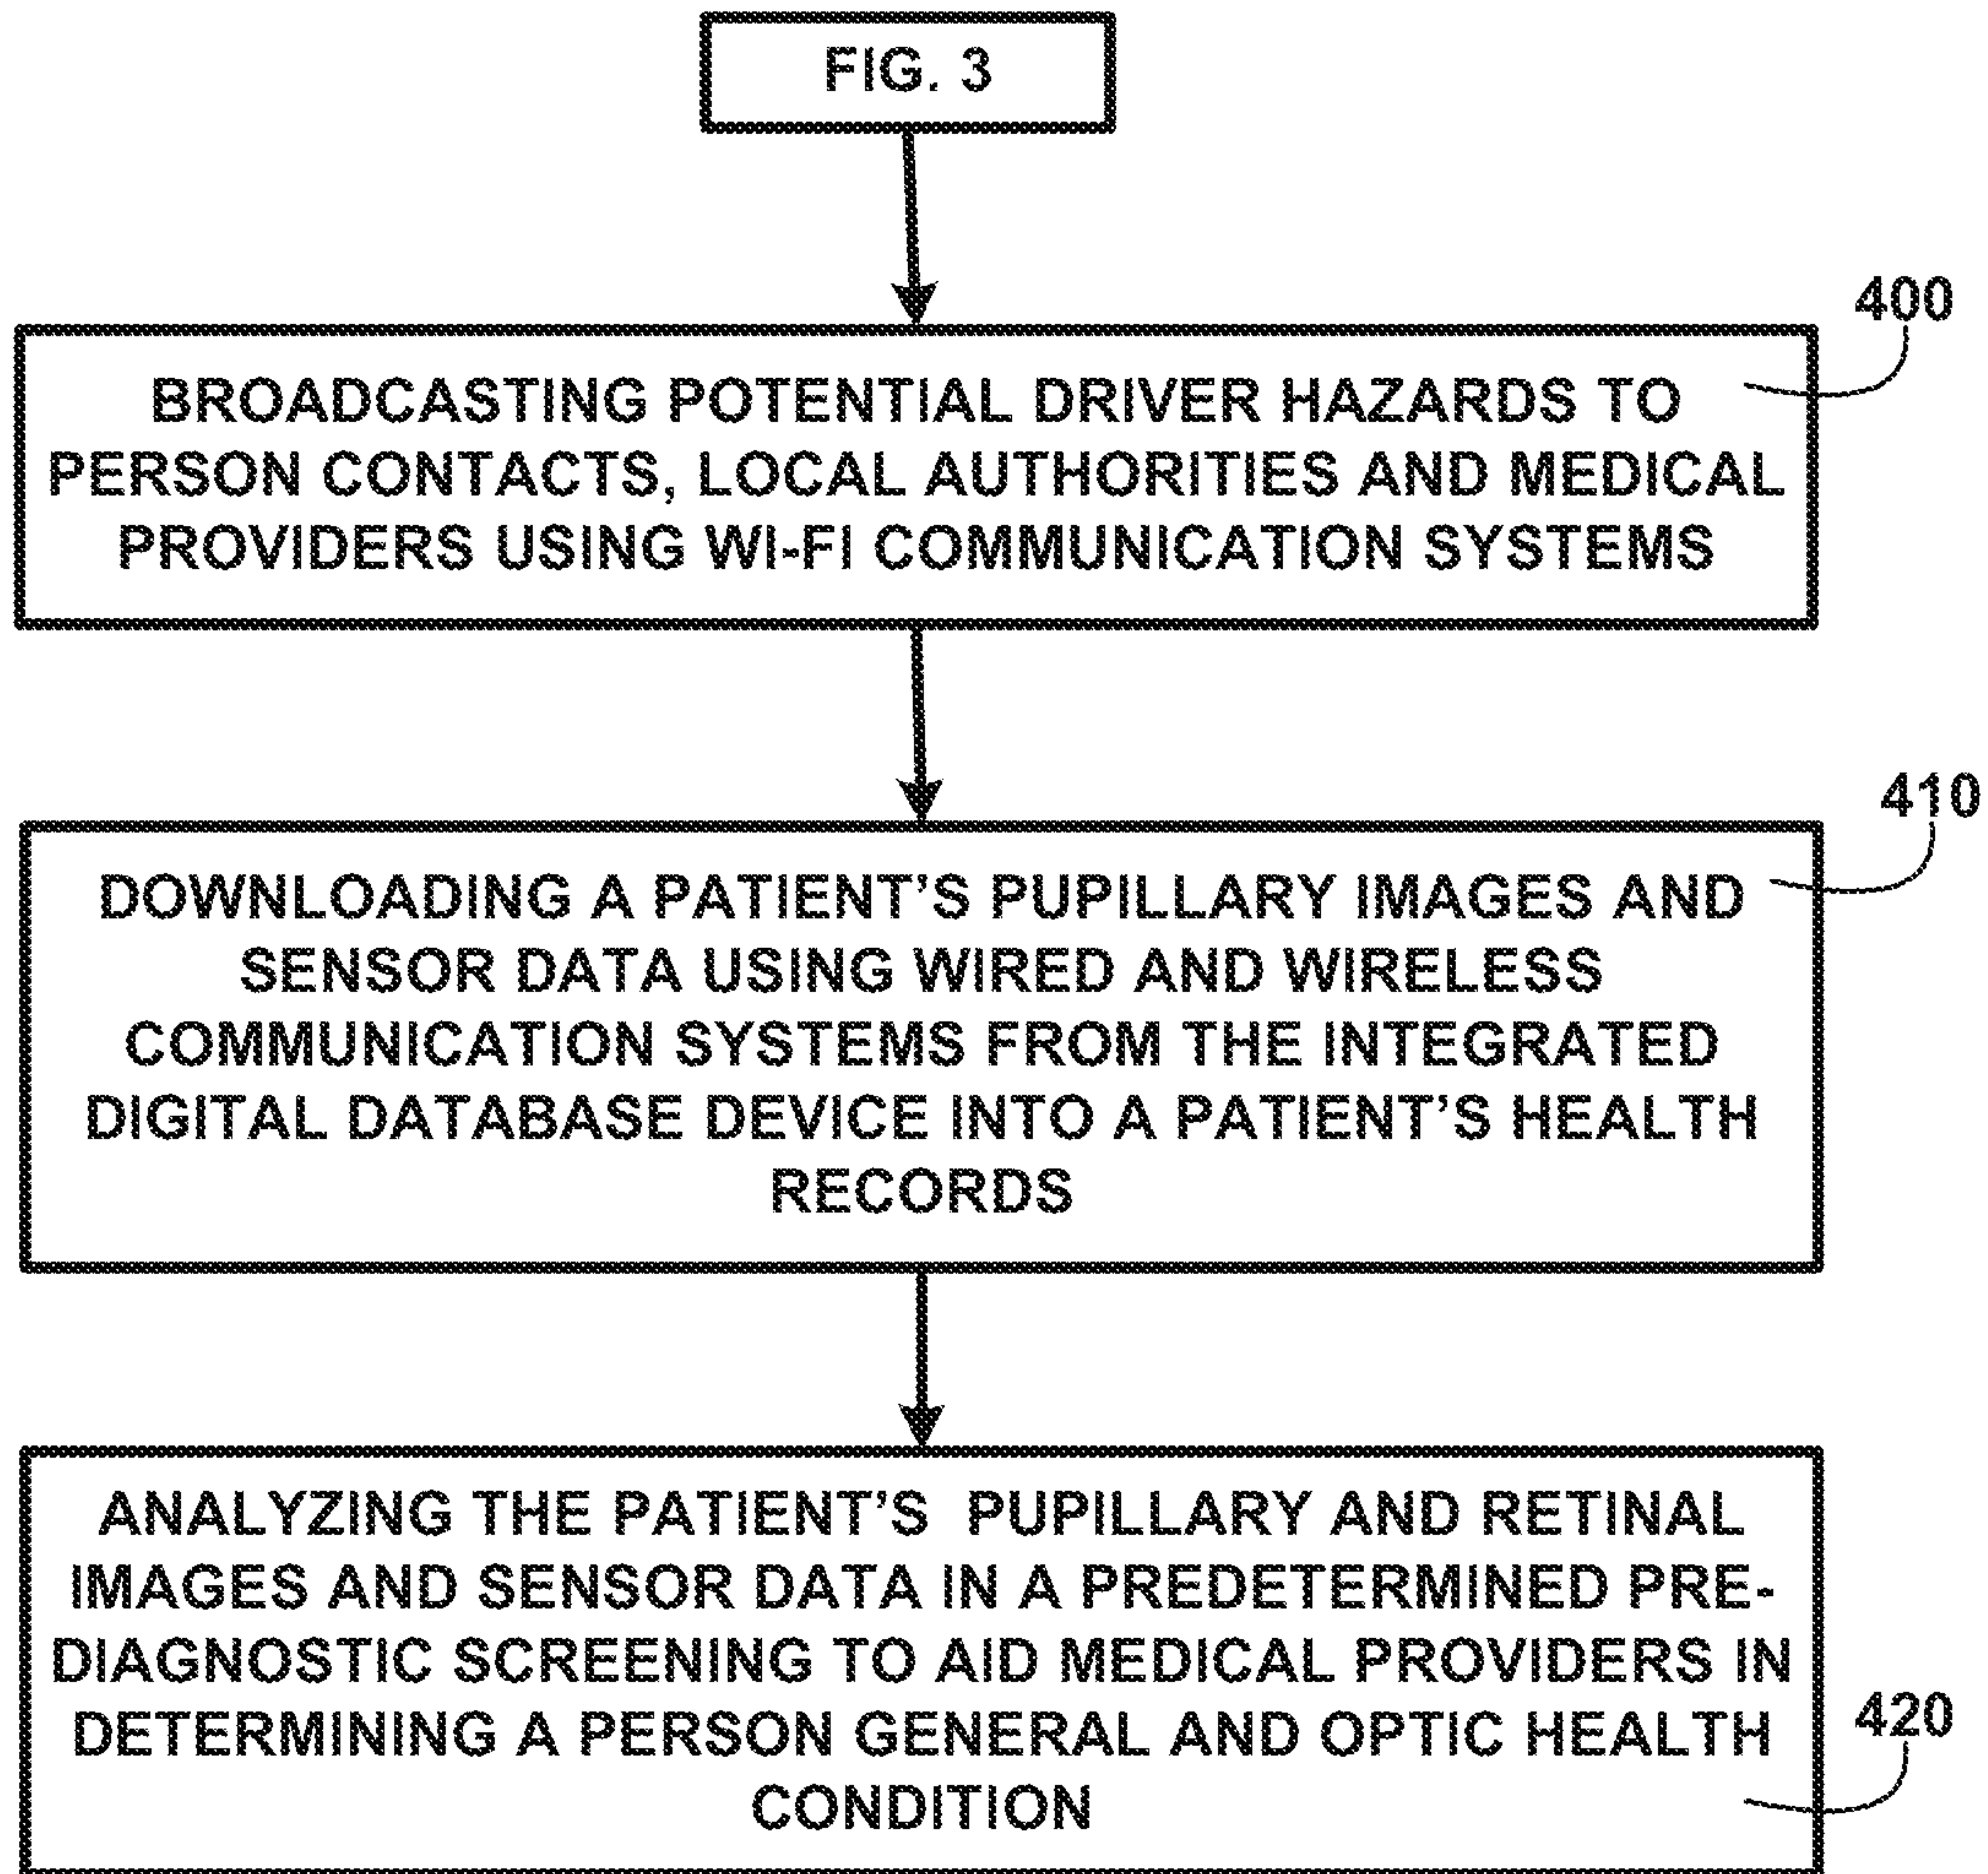 FIG. 3
400
BROADCASTING POTENTIAL DRIVER HAZARDS TO
PERSON CONTACTS, LOCAL AUTHORITIES AND MEDICAL
PROVIDERS USING WI-FI COMMUNICATION SYSTEMS
410
DOWNLOADING A PATIENT’S PUPILLARY IMAGES AND
SENSOR DATA USING WIRED AND WIRELESS
COMMUNICATION SYSTEMS FROM THE INTEGRATED
DIGITAL DATABASE DEVICE INTO A PATIENT’S HEALTH
RECORDS
ANALYZING THE PATIENT’S PUPILLARY AND RETINAL
IMAGES AND SENSOR DATA IN A PREDETERMINED PRE-
DIAGNOSTIC SCREENING TO AID MEDICAL PROVIDERS IN
DETERMINING A PERSON GENERAL AND OPTIC HEALTH
CONDITION
420